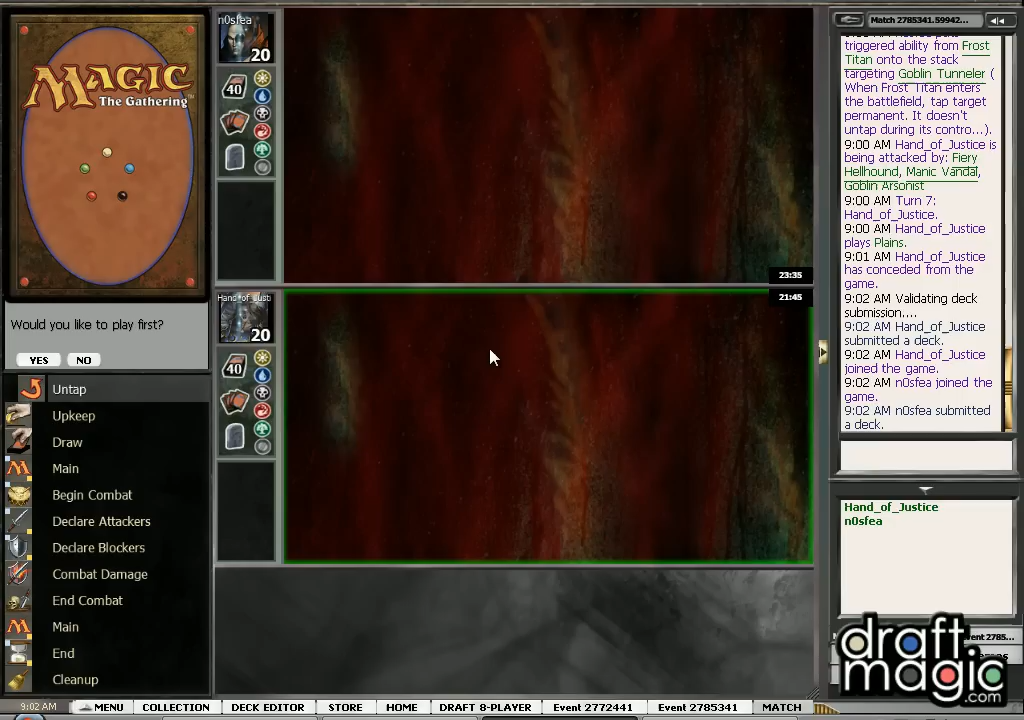 MAGIC
The Gathering
Would you like to play first?
YES
NO
Untap
Upkeep
Draw
Main
Begin Combat
Declare Attackers
Declare Blockers
Combat Damage
End Combat
Main
End
Cleanup
n0sfea
20
40
23:35
21:45
20
40
Match 2785341.59942...
triggered ability from Frost
Titan onto the stack
targeting Goblin Tunneler (
When Frost Titan enters
the battlefield, tap target
permanent. It doesn't
untap during its contro...).
9:00 AM Hand_of_Justice is
being attacked by: Fiery
Hellhound, Manic Vandal,
Goblin Arsonist
9:00 AM Turn 7:
Hand_of_Justice.
9:00 AM Hand_of_Justice
plays Plains.
9:01 AM Hand_of_Justice
has conceded from the
game.
9:02 AM Validating deck
submission....
9:02 AM Hand_of_Justice
submitted a deck.
9:02 AM Hand_of_Justice
joined the game.
9:02 AM n0sfea joined the
game.
9:02 AM n0sfea submitted
a deck.
Hand_of_Justice
n0sfea
draft
magic
.com
9:02 AM
MENU
COLLECTION
DECK EDITOR
STORE
HOME
DRAFT 8-PLAYER
Event 2772441
Event 2785341
MATCH